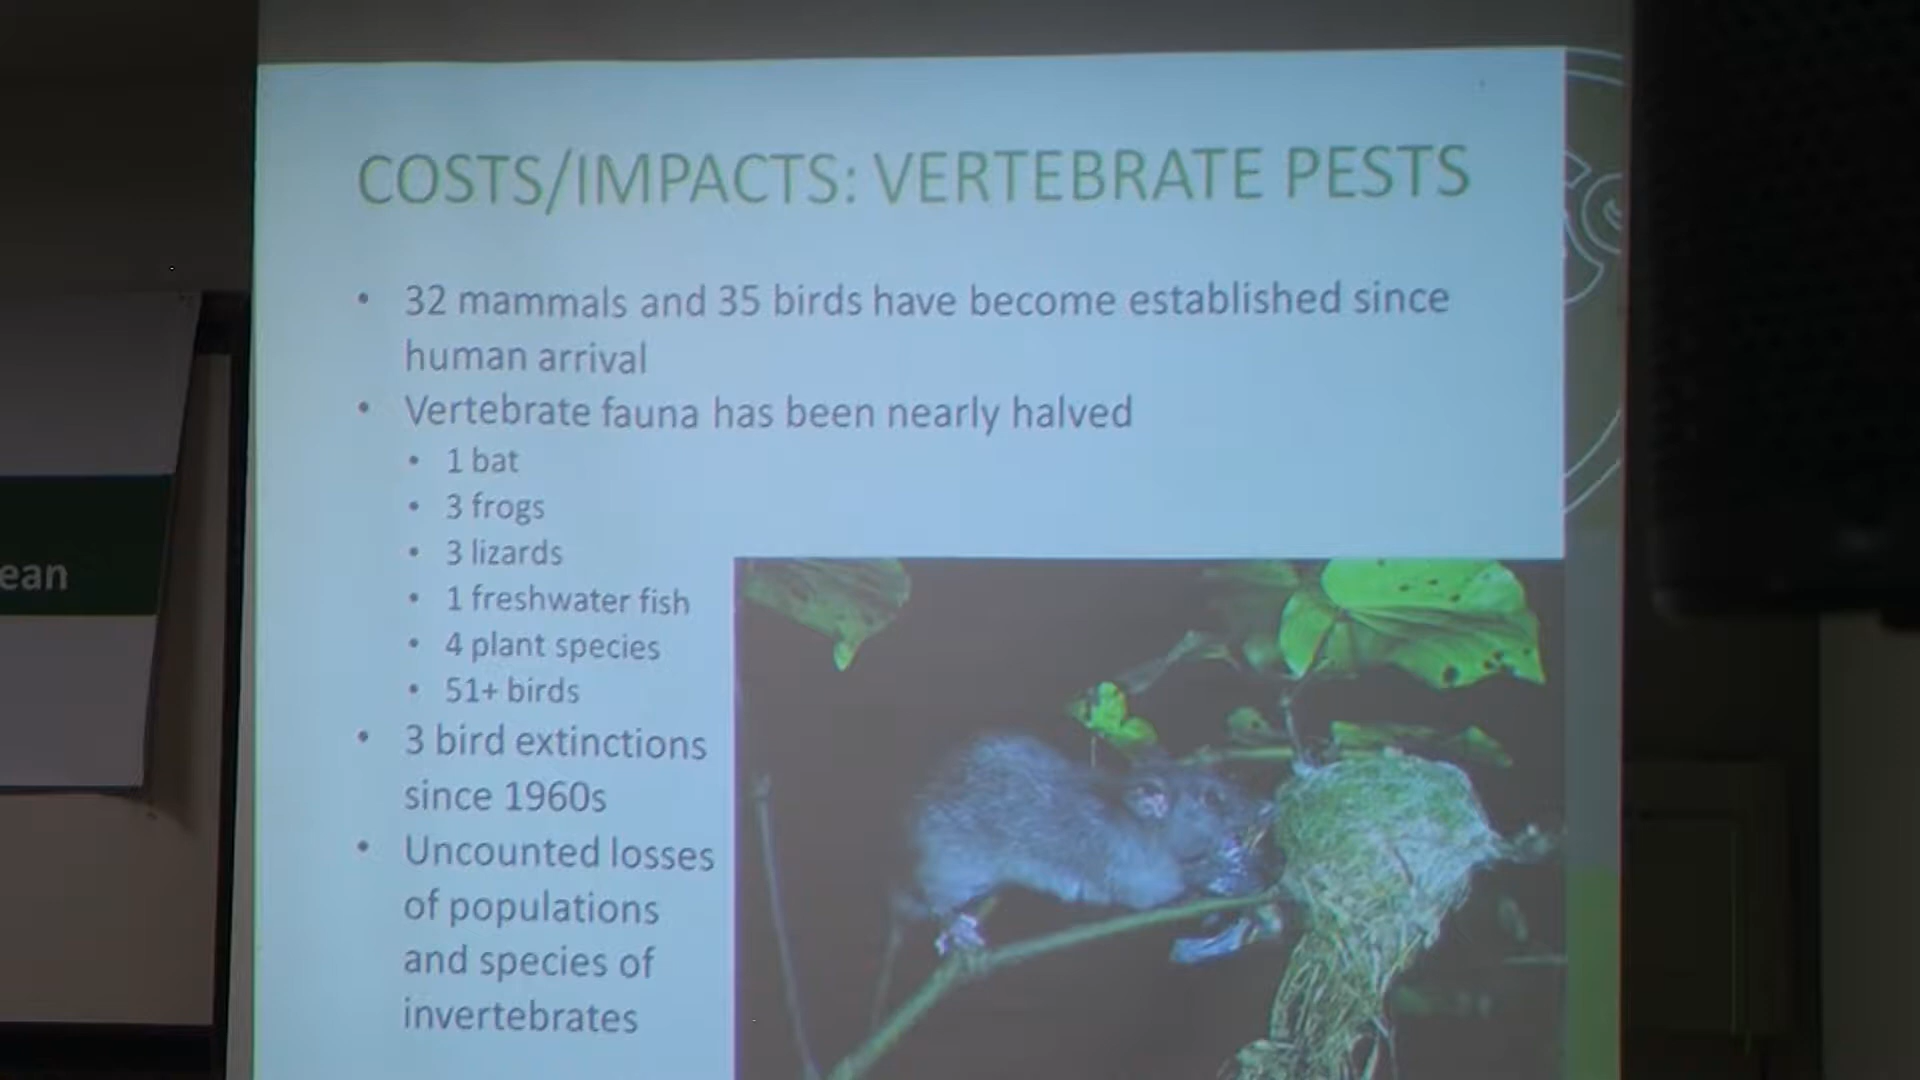 COSTS/IMPACTS: VERTEBRATE PESTS
• 32 mammals and 35 birds have become established since
human arrival
• Vertebrate fauna has been nearly halved
• 1 bat
• 3 frogs
• 3 lizards
• 1 freshwater fish
• 4 plant species
• 51+ birds
• 3 bird extinctions
since 1960s
• Uncounted losses
of populations
and species of
invertebrates
ean